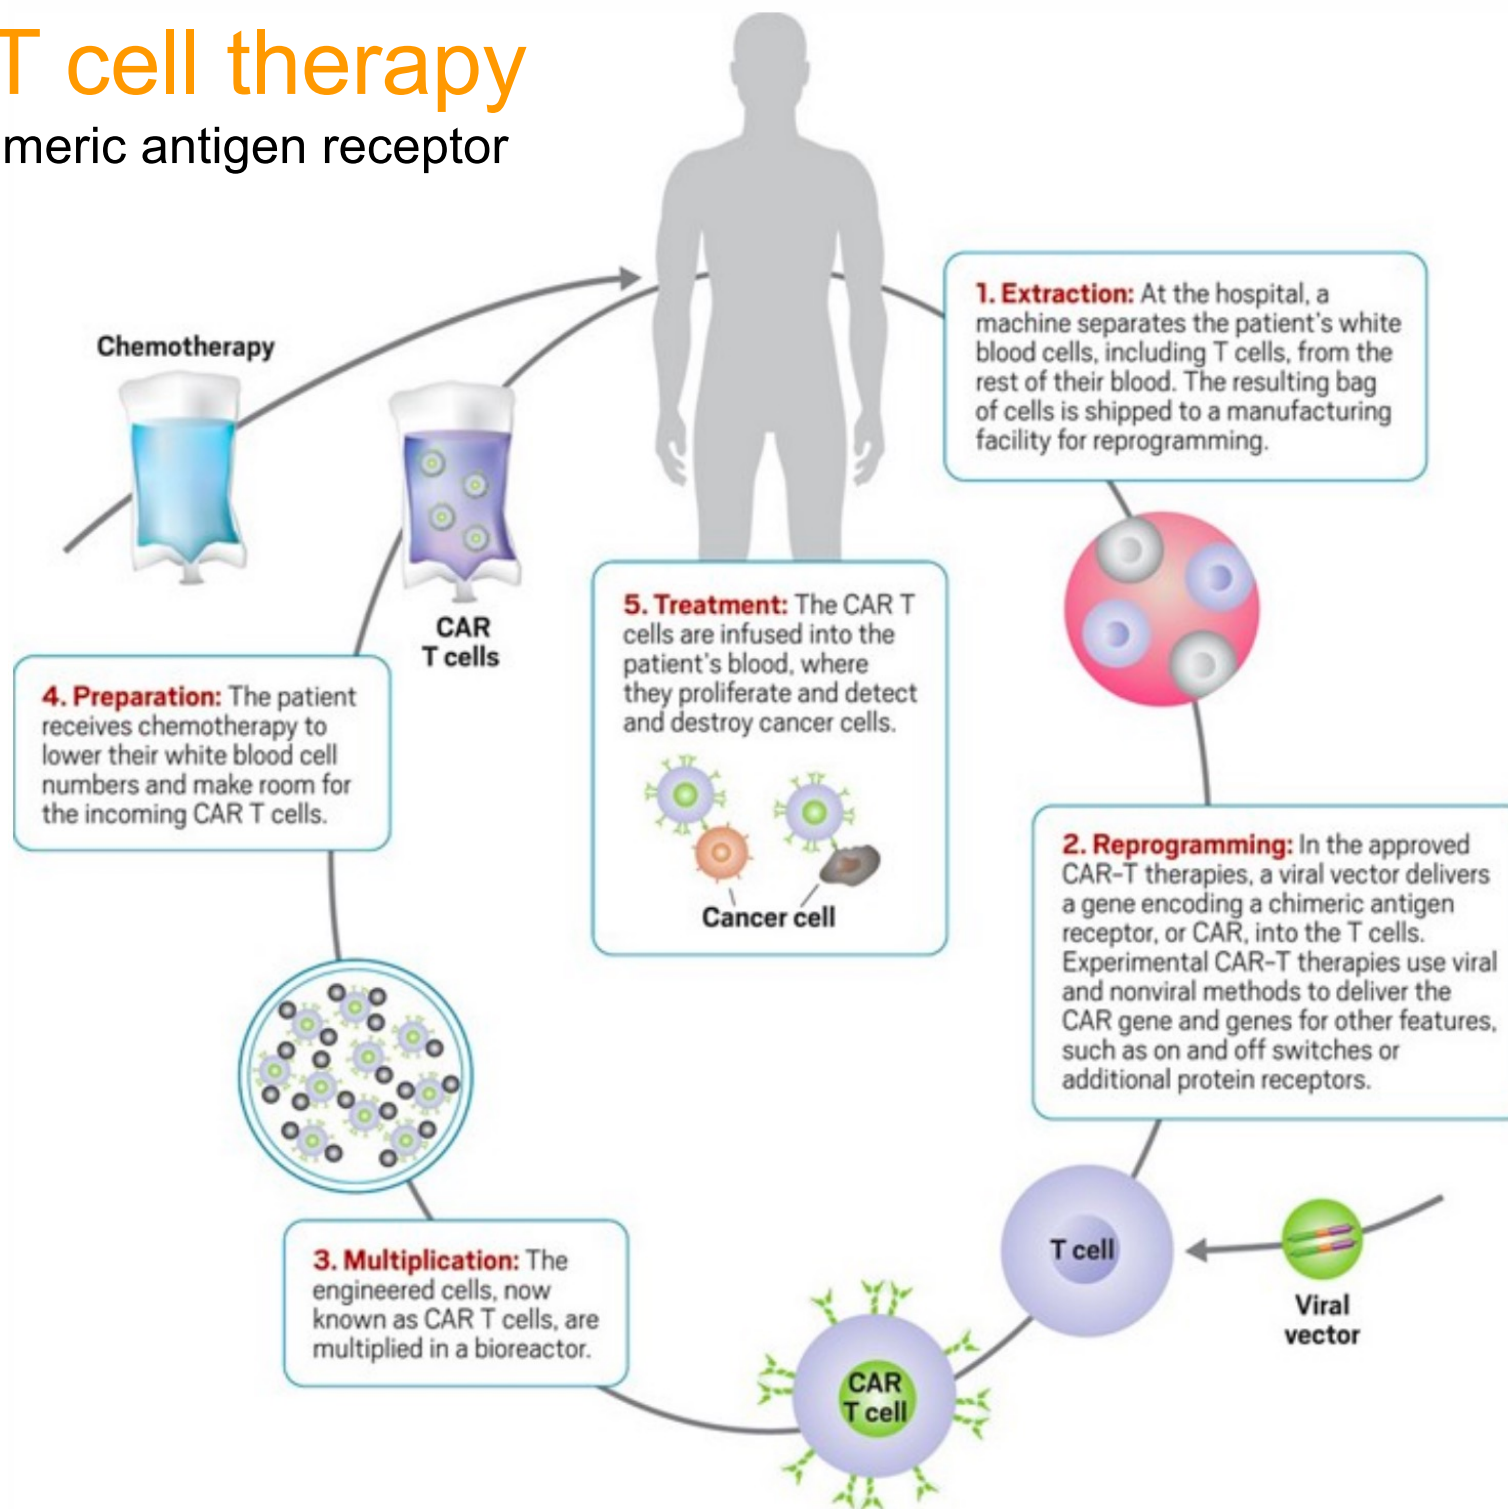 T cell therapy
meric antigen receptor
1. Extraction: At the hospital, a
machine separates the patient's white
blood cells, including T cells, from the
rest of their blood. The resulting bag
of cells is shipped to a manufacturing
facility for reprogramming.
Chemotherapy
CAR
T cells
5. Treatment: The CAR T
cells are infused into the
patient's blood, where
they proliferate and detect
and destroy cancer cells.
Cancer cell
4. Preparation: The patient
receives chemotherapy to
lower their white blood cell
numbers and make room for
the incoming CAR T cells.
2. Reprogramming: In the approved
CAR-T therapies, a viral vector delivers
a gene encoding a chimeric antigen
receptor, or CAR, into the T cells.
Experimental CAR-T therapies use viral
and nonviral methods to deliver the
CAR gene and genes for other features,
such as on and off switches or
additional protein receptors.
T cell
Viral
vector
3. Multiplication: The
engineered cells, now
known as CAR T cells, are
multiplied in a bioreactor.
CAR
T cell